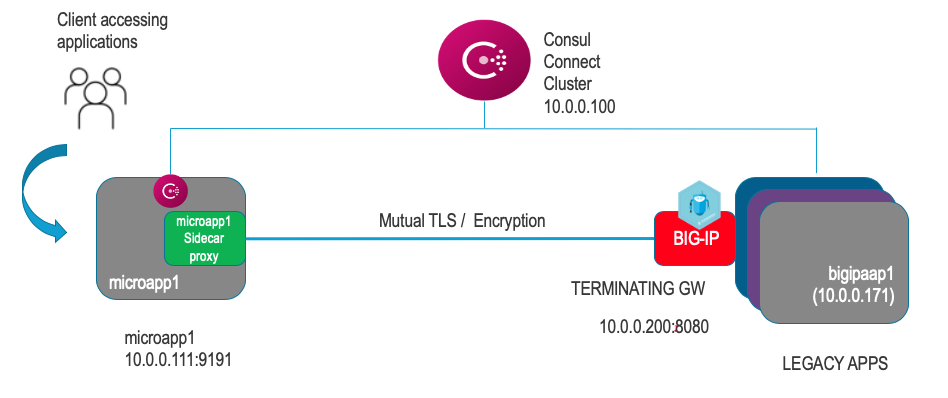 Client accessing
applications
Consul
Connect
Cluster
10.0.0.100
microapp1
Sidecar
proxy
microapp1
Mutual TLS / Encryption
BIG-IP
bigipaap1
(10.0.0.171)
TERMINATING GW
10.0.0.200:8080
microapp1
10.0.0.111:9191
LEGACY APPS